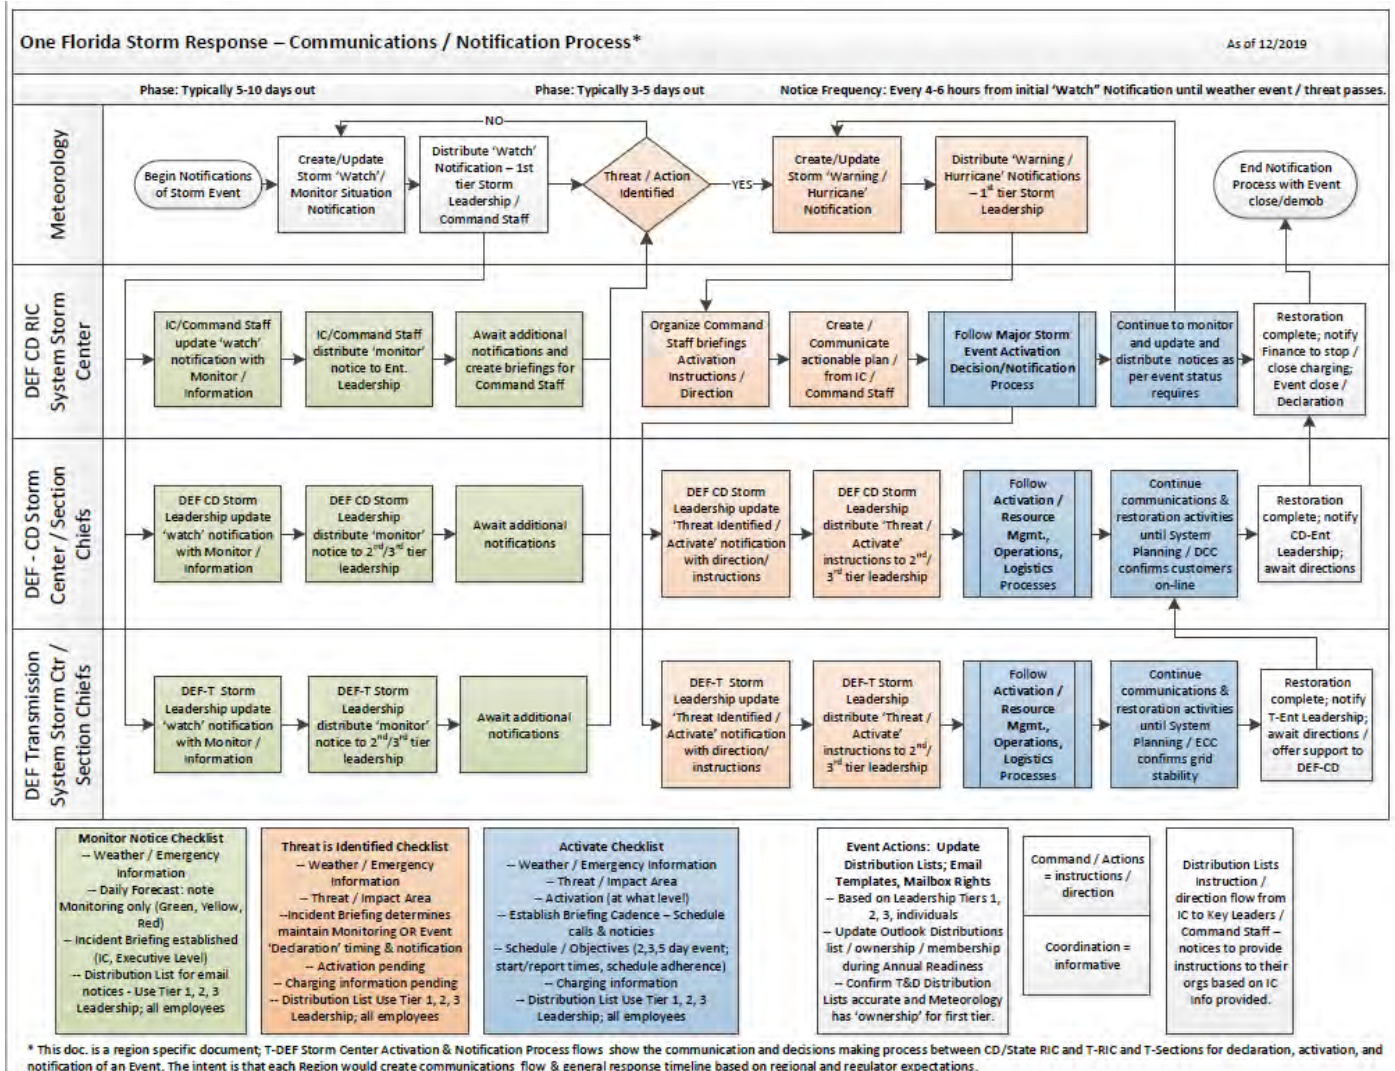 One Florida Storm Response – Communications / Notification Process*
As of 12/2019
Phase: Typically 5-10 days out
Phase: Typically 3-5 days out
Notice Frequency: Every 4-6 hours from initial ‘Watch” Notification until weather event / threat passes.
Meteorology
Begin Notifications
of Storm Event
Create/Update
Storm ‘Watch’/
Monitor Situation
Notification
Distribute ‘Watch’
Notification – 1st
tier Storm
Leadership /
Command Staff
NO
Threat / Action
Identified
YES
Create/Update
Storm ‘Warning /
Hurricane’
Notification
Distribute ‘Warning /
Hurricane’ Notifications
– 1st tier Storm
Leadership
End Notification
Process with Event
close/demob
DEF CD RIC
System Storm
Center
IC/Command Staff
update ‘watch’
notification with
Monitor /
Information
IC/Command Staff
distribute ‘monitor’
notice to Ent.
Leadership
Await additional
notifications and
create briefings for
Command Staff
Organize Command
Staff briefings
Activation
Instructions /
Direction
Create /
Communicate
actionable plan /
from IC /
Command Staff
Follow Major Storm
Event Activation
Decision/Notification
Process
Continue to monitor
and update and
distribute notices as
per event status
requires
Restoration
complete; notify
Finance to stop /
close charging;
Event close /
Declaration
DEF - CD Storm
Center / Section
Chiefs
DEF CD Storm
Leadership update
‘watch’ notification
with Monitor /
Information
DEF CD Storm
Leadership
distribute ‘monitor’
notice to 2nd/3rd tier
leadership
Await additional
notifications
DEF CD Storm
Leadership update
‘Threat Identified /
Activate’ notification
with direction/
instructions
DEF CD Storm
Leadership
distribute ‘Threat /
Activate’
instructions to 2nd/
3rd tier leadership
Follow
Activation /
Resource
Mgmt.,
Operations,
Logistics
Processes
Continue
communications &
restoration activities
until System
Planning / DCC
confirms customers
on-line
Restoration
complete; notify
CD-Ent
Leadership;
await directions
DEF Transmission
System Storm Ctr /
Section Chiefs
DEF-T Storm
Leadership update
‘watch’ notification
with Monitor /
Information
DEF-T Storm
Leadership
distribute ‘monitor’
notice to 2nd/3rd tier
leadership
Await additional
notifications
DEF-T Storm
Leadership update
‘Threat Identified /
Activate’ notification
with direction/
instructions
DEF-T Storm
Leadership
distribute ‘Threat /
Activate’
instructions to 2nd/
3rd tier leadership
Follow
Activation /
Resource
Mgmt.,
Operations,
Logistics
Processes
Continue
communications &
restoration activities
until System
Planning / ECC
confirms grid
stability
Restoration
complete; notify
T-Ent Leadership;
await directions /
offer support to
DEF-CD
Monitor Notice Checklist
-- Weather / Emergency
Information
-- Daily Forecast: note
Monitoring only (Green, Yellow,
Red)
-- Incident Briefing established
(IC, Executive Level)
-- Distribution List for email
notices - Use Tier 1, 2, 3
Leadership; all employees
Threat is Identified Checklist
-- Weather / Emergency
Information
-- Threat / Impact Area
--Incident Briefing determines
maintain Monitoring OR Event
‘Declaration’ timing & notification
-- Activation pending
-- Charging information pending
-- Distribution List Use Tier 1, 2, 3
Leadership; all employees
Activate Checklist
-- Weather / Emergency Information
-- Threat / Impact Area
-- Activation (at what level)
-- Establish Briefing Cadence – Schedule
calls & noticies
-- Schedule / Objectives (2,3,5 day event;
start/report times, schedule adherence)
-- Charging information
-- Distribution List Use Tier 1, 2, 3
Leadership; all employees
Event Actions: Update
Distribution Lists; Email
Templates, Mailbox Rights
-- Based on Leadership Tiers 1,
2, 3, individuals
-- Update Outlook Distributions
list / ownership / membership
during Annual Readiness
-- Confirm T&D Distribution
Lists accurate and Meteorology
has ‘ownership’ for first tier.
Command / Actions
= instructions /
direction
Coordination =
informative
Distribution Lists
Instruction /
direction flow from
IC to Key Leaders /
Command Staff –
notices to provide
instructions to their
orgs based on IC
Info provided.
* This doc. is a region specific document; T-DEF Storm Center Activation & Notification Process flows show the communication and decisions making process between CD/State RIC and T-RIC and T-Sections for declaration, activation, and
notification of an Event. The intent is that each Region would create communications flow & general response timeline based on regional and regulator expectations.